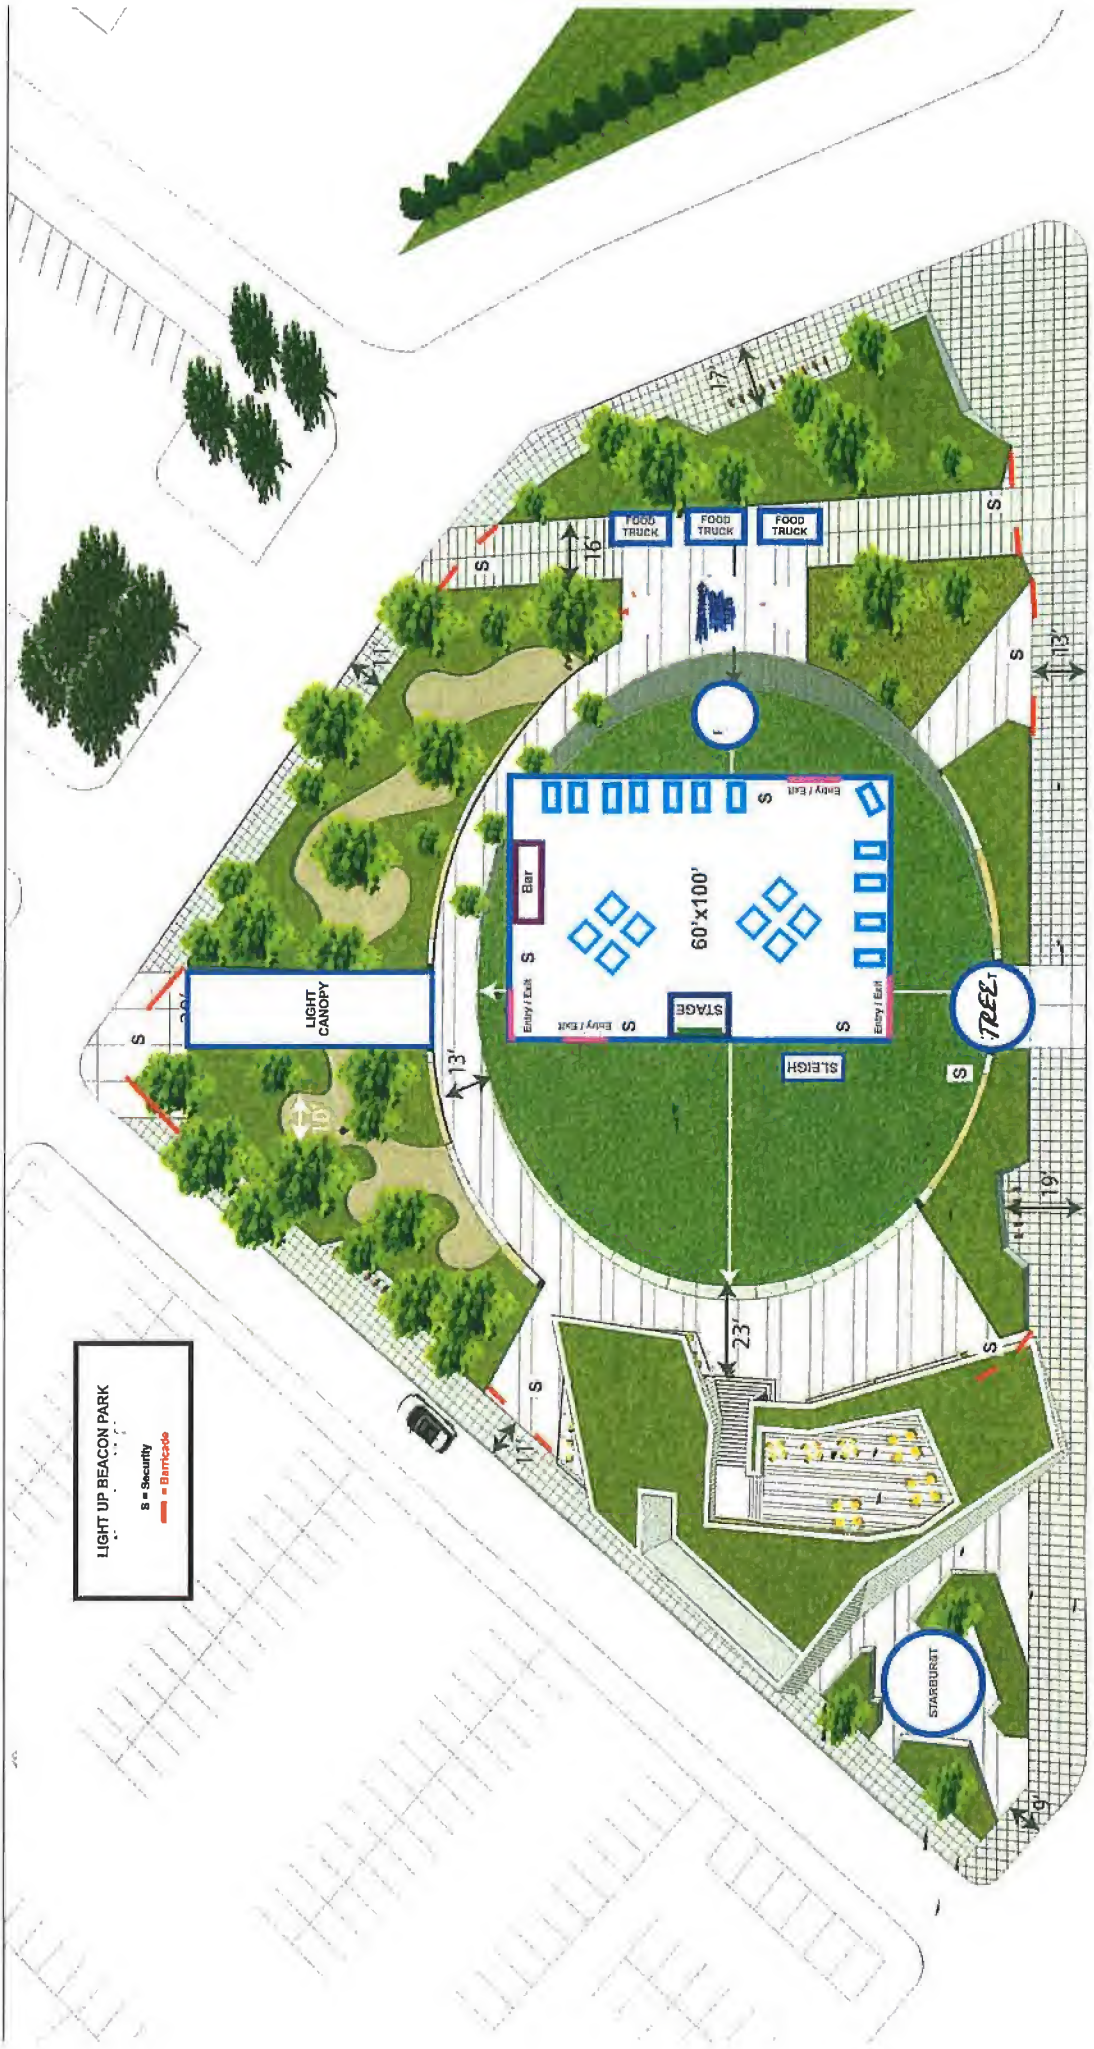 LIGHT UP BEACON PARK
S = Security
= Barricade
S
LIGHT
CANOPY
S
11'
S
16'
FOOD
TRUCK
FOOD
TRUCK
FOOD
TRUCK
17'
S
S
13'
Bar
S
Entry / Exit
Entry / Exit
S
STAGE
60'x100'
S
Entry / Exit
S
Entry / Exit
SLEIGH
TREE
S
13'
10'
23'
19'
S
S
11'
STARBURST
9'